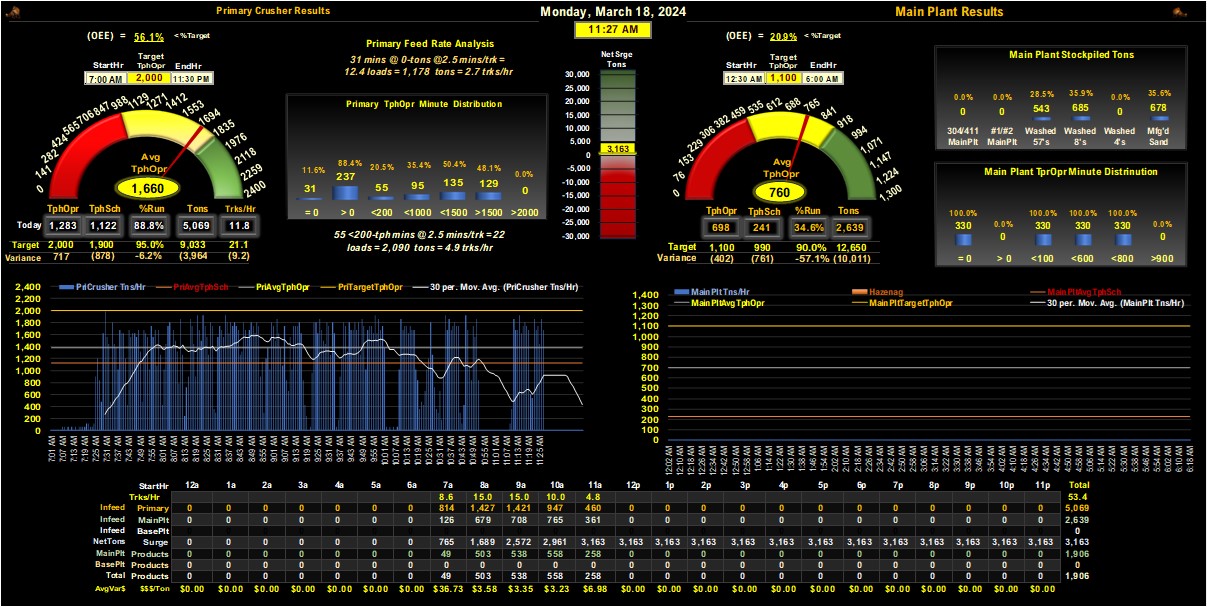 Primary Crusher Results
Monday, March 18, 2024
Main Plant Results
11:27 AM
(OEE) = 56.1% < %Target
StartHr Target TphOpr EndHr
7:00 AM 2,000 11:30 PM
0 141 282 424 565 706 847 988 1129 1271 1412 1553 1694 1835 1976 2118 2259 2400
Avg
TphOpr
1,660
TphOpr TphSch %Run Tons Trks/Hr
Today 1,283 1,122 88.8% 5,069 11.8
Target 2,000 1,900 95.0% 9,033 21.1
Variance 717 (878) -6.2% (3,964 (9.2)
Primary Feed Rate Analysis
31 mins @ 0-tons @2.5 mins/trk =
12.4 loads = 1,178 tons = 2.7 trks/hr
Primary TphOpr Minute Distribution
11.6% 88.4% 20.5% 35.4% 50.4% 48.1% 0.0%
31 237 55 95 135 129 0
= 0 > 0 <200 <1000 <1500 >1500 >2000
55 <200-tph mins @ 2.5 mins/trk = 22
loads = 2,090 tons = 4.9 trks/hr
Net Srge
Tons
30,000
25,000
20,000
15,000
10,000
5,000
3,163
0
-5,000
-10,000
-15,000
-20,000
-25,000
-30,000
(OEE) = 20.9% < %Target
StartHr Target TphOpr EndHr
12:30 AM 1,100 6:00 AM
0 76 153 229 306 382 459 535 612 688 765 841 918 994 1,071 1,147 1,224 1,300
Avg
TphOpr
760
TphOpr TphSch %Run Tons
698 241 34.6% 2,639
Target 1,100 990 90.0% 12,650
Variance (402) (761) -57.1% (10,011)
Main Plant Stockpiled Tons
0.0% 0.0% 28.5% 35.9% 0.0% 35.6%
0 0 543 685 0 678
304/411 #1/#2 Washed Washed Washed Mfg'd
MainPlt MainPlt 57's 8's 4's Sand
Main Plant TprOpr Minute Distrinution
100.0% 0.0% 100.0% 100.0% 100.0% 0.0%
330 0 330 330 330 0
= 0 > 0 <100 <600 <800 >900
PriCrusher Tns/Hr PriAvgTphSch PriAvgTphOpr PriTargetTphOpr 30 per. Mov. Avg. (PriCrusher Tns/Hr)
2,400
2,200
2,000
1,800
1,600
1,400
1,200
1,000
800
600
400
200
0
7:01 AM 7:07 AM 7:13 AM 7:19 AM 7:25 AM 7:31 AM 7:37 AM 7:43 AM 7:49 AM 7:55 AM 8:01 AM 8:07 AM 8:13 AM 8:19 AM 8:25 AM 8:31 AM 8:37 AM 8:43 AM 8:49 AM 8:55 AM 9:01 AM 9:07 AM 9:13 AM 9:19 AM 9:25 AM 9:31 AM 9:37 AM 9:43 AM 9:49 AM 9:55 AM 10:01 AM 10:07 AM 10:13 AM 10:19 AM 10:25 AM 10:31 AM 10:37 AM 10:43 AM 10:49 AM 10:55 AM 11:01 AM 11:07 AM 11:13 AM 11:19 AM 11:25 AM
MainPlt Tns/Hr Hazenag MainPltAvgTphSch
MainPltAvgTphOpr MainPltTargetTphOpr 30 per. Mov. Avg. (MainPlt Tns/Hr)
1,400
1,300
1,200
1,100
1,000
900
800
700
600
500
400
300
200
100
0
12:02 AM 12:10 AM 12:18 AM 12:26 AM 12:34 AM 12:42 AM 12:50 AM 12:58 AM 1:06 AM 1:14 AM 1:22 AM 1:30 AM 1:38 AM 1:46 AM 1:54 AM 2:02 AM 2:10 AM 2:18 AM 2:26 AM 2:34 AM 2:42 AM 2:50 AM 2:58 AM 3:06 AM 3:14 AM 3:22 AM 3:30 AM 3:38 AM 3:46 AM 3:54 AM 4:02 AM 4:10 AM 4:18 AM 4:26 AM 4:34 AM 4:42 AM 4:50 AM 4:58 AM 5:06 AM 5:14 AM 5:22 AM 5:30 AM 5:38 AM 5:46 AM 5:54 AM 6:02 AM 6:10 AM 6:18 AM
StartHr 12a 1a 2a 3a 4a 5a 6a 7a 8a 9a 10a 11a 12p 1p 2p 3p 4p 5p 6p 7p 8p 9p 10p 11p Total
Trks/Hr 8.6 15.0 15.0 10.0 4.8 53.4
Infeed Primary 0 0 0 0 0 0 0 814 1,427 1,421 947 460 0 0 0 0 0 0 0 0 0 0 0 0 5,069
Infeed MainPlt 0 0 0 0 0 0 0 126 679 708 765 361 0 0 0 0 0 0 0 0 0 0 0 0 2,639
Infeed BasePlt 0
NetTons Surge 0 0 0 0 0 0 0 765 1,689 2,572 2,961 3,163 3,163 3,163 3,163 3,163 3,163 3,163 3,163 3,163 3,163 3,163 3,163 3,163 3,163
MainPlt Products 0 0 0 0 0 0 0 49 503 538 558 258 0 0 0 0 0 0 0 0 0 0 0 0 1,906
BasePlt Products 0 0 0 0 0 0 0 0 0 0 0 0 0 0 0 0 0 0 0 0 0 0 0 0 0
Total Products 0 0 0 0 0 0 0 49 503 538 558 258 0 0 0 0 0 0 0 0 0 0 0 0 1,906
AvgVar$ $$$/Ton $0.00 $0.00 $0.00 $0.00 $0.00 $0.00 $0.00 $36.73 $3.58 $3.35 $3.23 $6.98 $0.00 $0.00 $0.00 $0.00 $0.00 $0.00 $0.00 $0.00 $0.00 $0.00 $0.00 $0.00